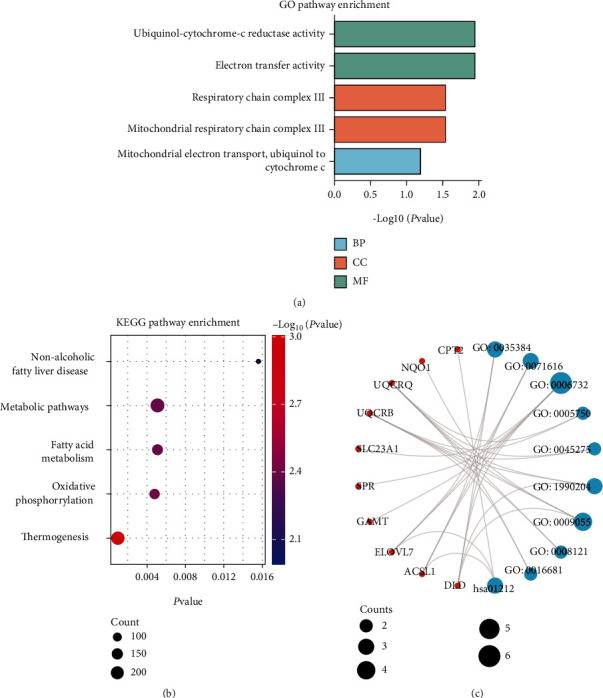 GO pathway enrichment
Ubiquinol-cytochrome-c reductase activity
Electron transfer activity
Respiratory chain complex III
Mitochondrial respiratory chain complex III
Mitochondrial electron transport, ubiquinol to
cytochrome c
0.0 0.5 1.0 1.5 2.0
-Log10 (Pvalue)
BP
CC
MF
(a)
KEGG pathway enrichment
Non-alcoholic
fatty liver disease
Metabolic pathways
Fatty acid
metabolism
Oxidative
phosphorrylation
Thermogenesis
0.004 0.008 0.012 0.016
Pvalue
−Log10 (Pvalue)
3.0
2.7
2.4
2.1
Count
100
150
200
(b)
CPT2
NQO1
UQCRQ
UQCRB
SLC23A1
SPR
GAMT
ELOVL7
ACSL1
DLD
GO: 0035384
GO: 0071616
GO: 0006732
GO: 0005750
GO: 0045275
GO: 1990204
GO: 0009055
GO: 0008121
GO: 0016681
hsa01212
Counts
2
3
4
5
6
(c)